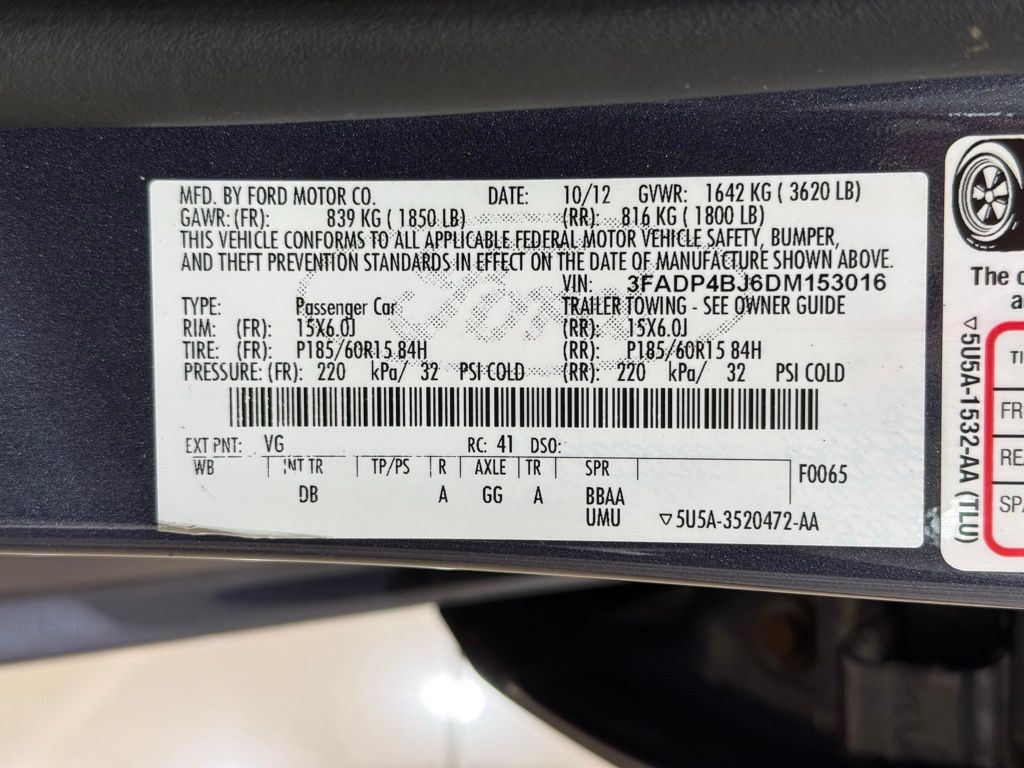 MFD. BY FORD MOTOR CO. DATE: 10/12 GVWR: 1642 KG ( 3620 LB)
GAWR: (FR): 839 KG ( 1850 LB) (RR): 816 KG ( 1800 LB)
THIS VEHICLE CONFORMS TO ALL APPLICABLE FEDERAL MOTOR VEHICLE SAFETY, BUMPER,
AND THEFT PREVENTION STANDARDS IN EFFECT ON THE DATE OF MANUFACTURE SHOWN ABOVE.
VIN: 3FADP4BJ6DM153016
TYPE: Passenger Car TRAILER TOWING - SEE OWNER GUIDE
RIM: (FR): 15X6.0J (RR): 15X6.0J
TIRE: (FR): P185/60R15 84H (RR): P185/60R15 84H
PRESSURE: (FR): 220 kPa/ 32 PSI COLD (RR): 220 kPa/ 32 PSI COLD
EXT PNT: VG RC: 41 DSO:
WB INT TR TP/PS R AXLE TR SPR F0065
DB A GG A BBAA
UMU ▽5U5A-3520472-AA
The c
a
▽5U5A-1532-AA (TLU)
TI
FR
REA
SPA